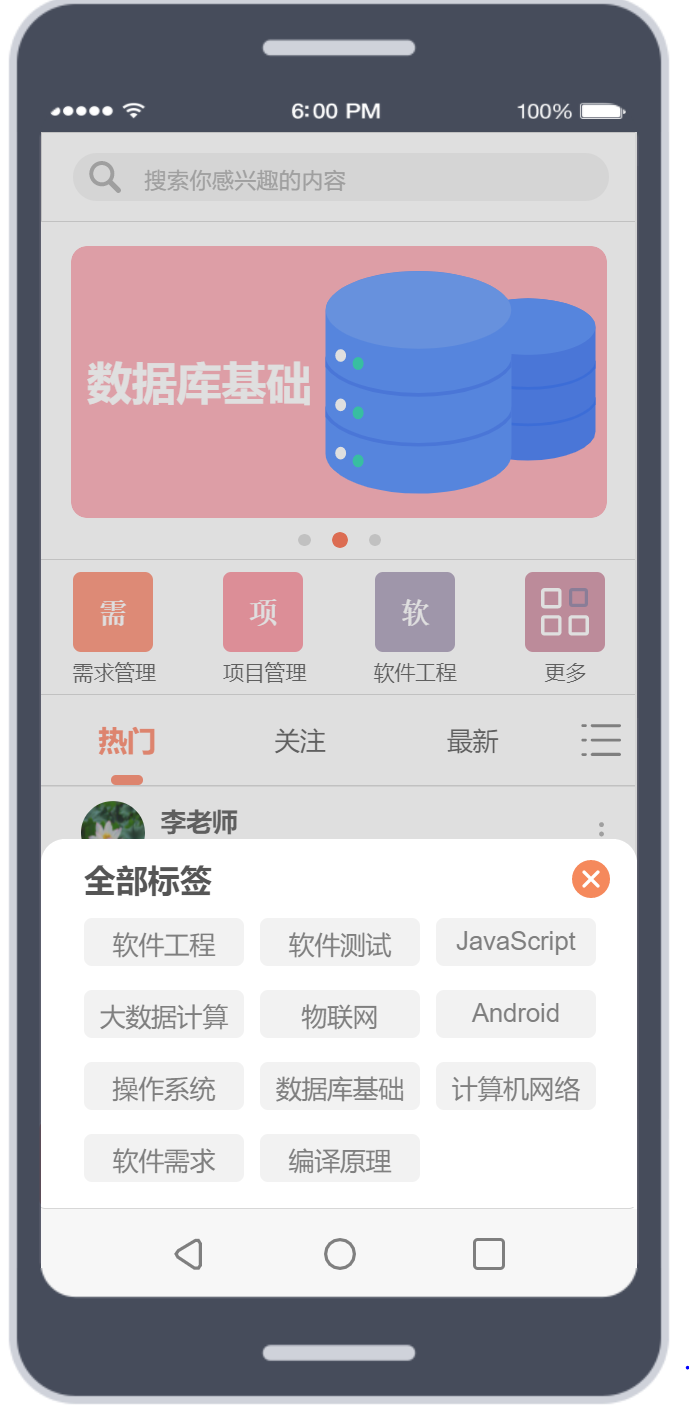 6:00 PM 100%
搜索你感兴趣的内容
数据库基础
需 项 软
需求管理 项目管理 软件工程 更多
热门 关注 最新
李老师
全部标签
软件工程 软件测试 JavaScript
大数据计算 物联网 Android
操作系统 数据库基础 计算机网络
软件需求 编译原理